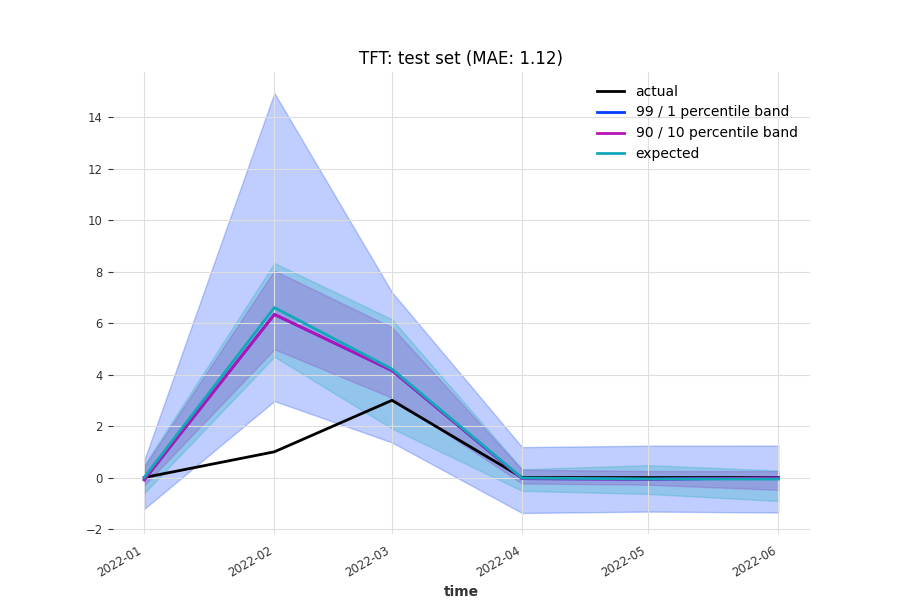 TFT: test set (MAE: 1.12)
actual
99 / 1 percentile band
90 / 10 percentile band
expected
14
12
10
8
6
4
2
0
−2
2022-01
2022-02
2022-03
2022-04
2022-05
2022-06
time